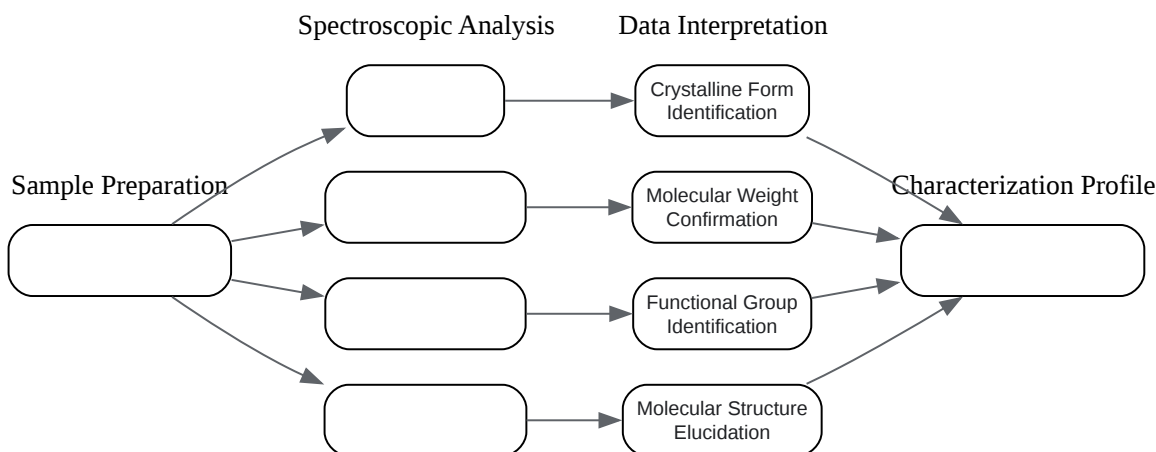 Spectroscopic Analysis
Data Interpretation
Crystalline Form
Identification
Sample Preparation
Molecular Weight
Confirmation
Characterization Profile
Functional Group
Identification
Molecular Structure
Elucidation